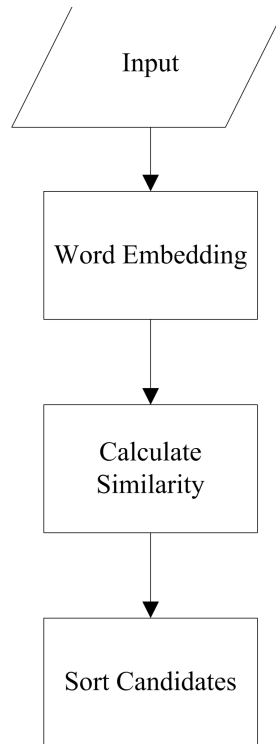 Input
Word Embedding
Calculate
Similarity
Sort Candidates